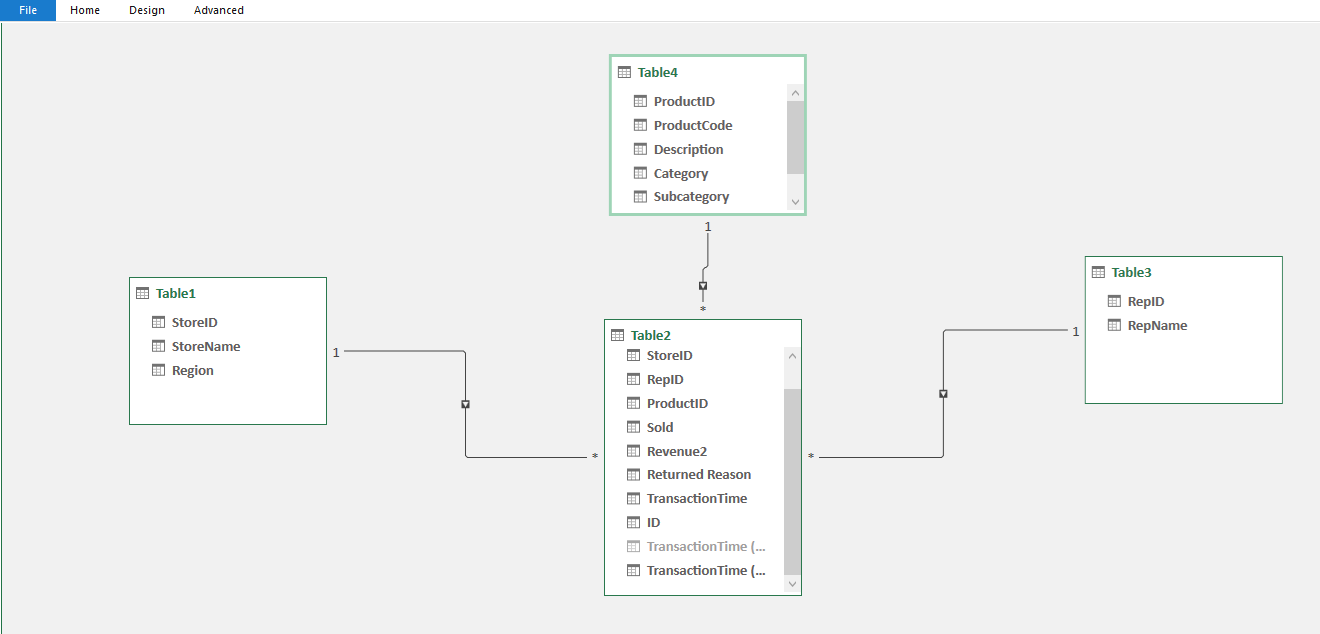 File Home Design Advanced
Table4
ProductID
ProductCode
Description
Category
Subcategory
1
*
Table1
StoreID
StoreName
Region
1
*
Table2
StoreID
RepID
ProductID
Sold
Revenue2
Returned Reason
TransactionTime
ID
TransactionTime (...
TransactionTime (...
Table3
RepID
RepName
1
*